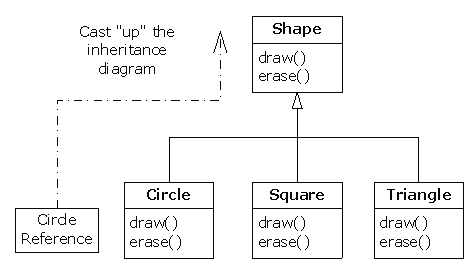 Cast "up" the
inheritance
diagram
Shape
draw()
erase()
Circle
draw()
erase()
Square
draw()
erase()
Triangle
draw()
erase()
Circle
Reference